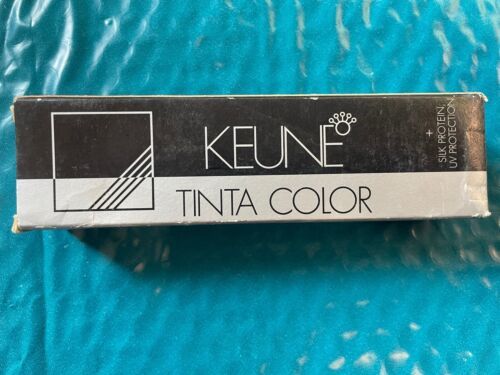 KEUNE
TINTA COLOR
+
SILK PROTEIN.
UV PROTECTION.